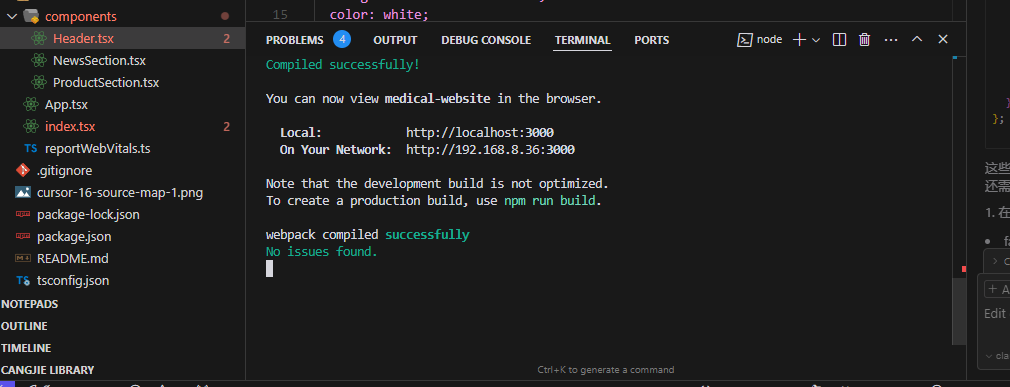 components
Header.tsx 2
NewsSection.tsx
ProductSection.tsx
App.tsx
index.tsx 2
TS reportWebVitals.ts
.gitignore
cursor-16-source-map-1.png
package-lock.json
package.json
README.md
TS tsconfig.json
NOTEPADS
OUTLINE
TIMELINE
CANGJIE LIBRARY
15 color: white;
PROBLEMS 4 OUTPUT DEBUG CONSOLE TERMINAL PORTS node
Compiled successfully!
You can now view medical-website in the browser.
Local: http://localhost:3000
On Your Network: http://192.168.8.36:3000
Note that the development build is not optimized.
To create a production build, use npm run build.
webpack compiled successfully
No issues found.
Ctrl+K to generate a command
}
};
这些
还需
1. 在
Edit